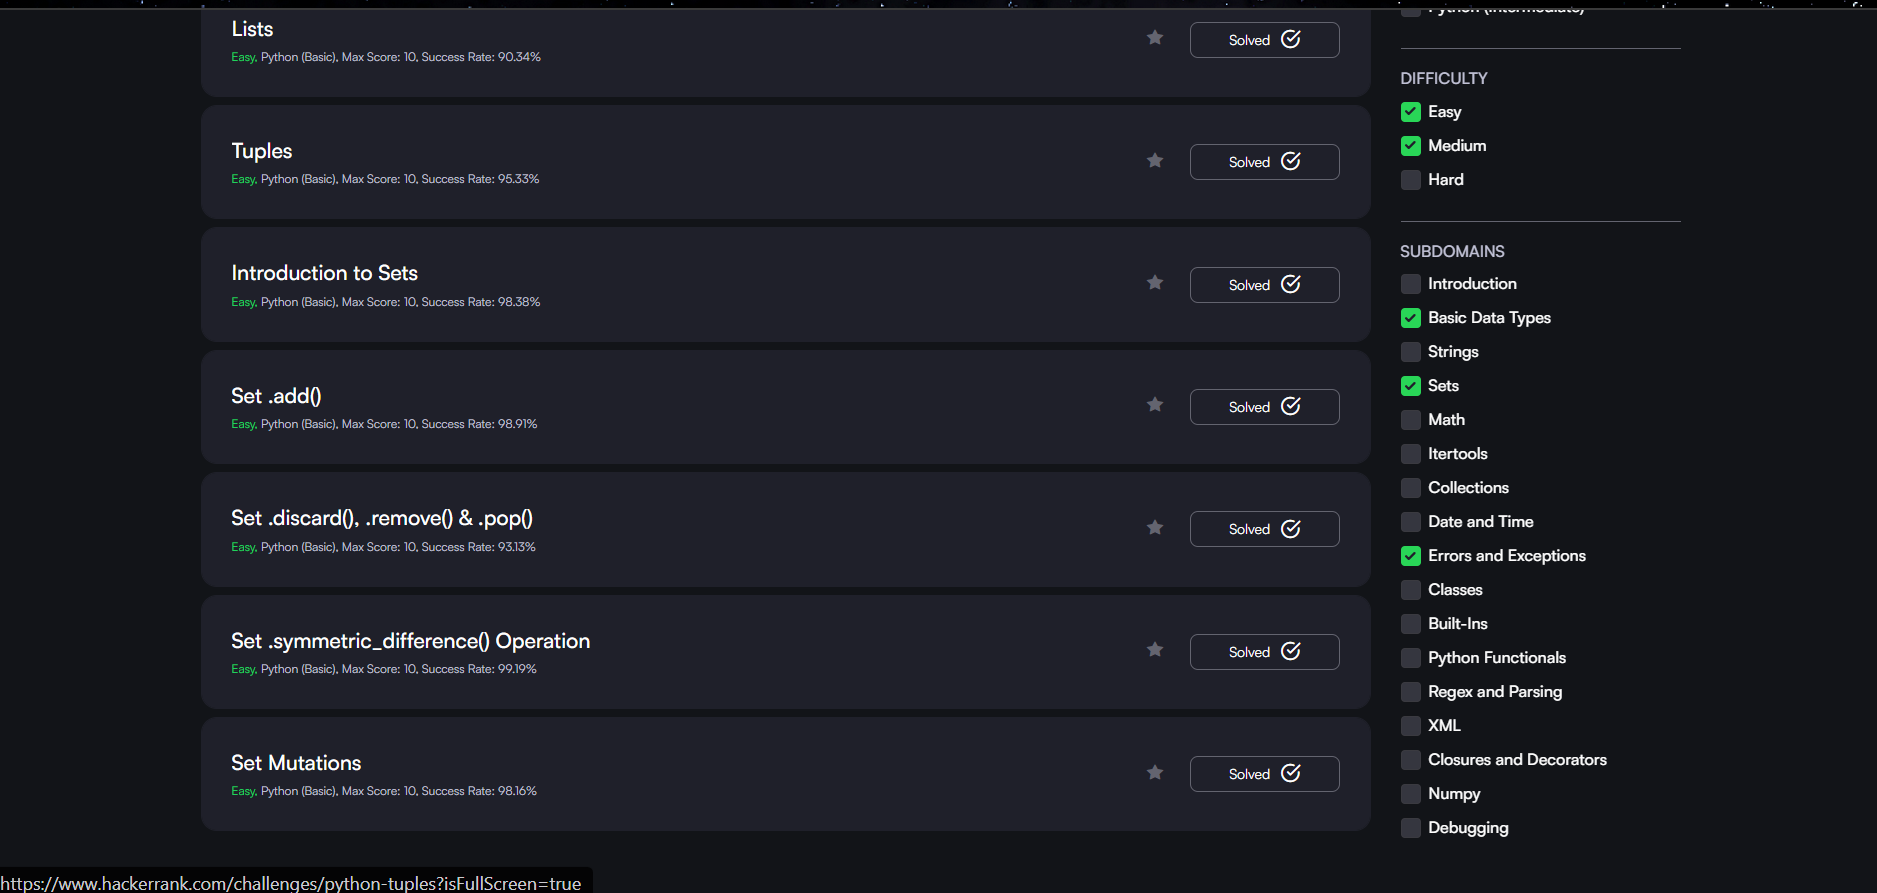 Lists
Easy, Python (Basic), Max Score: 10, Success Rate: 90.34%
Solved
Tuples
Easy, Python (Basic), Max Score: 10, Success Rate: 95.33%
Solved
Introduction to Sets
Easy, Python (Basic), Max Score: 10, Success Rate: 98.38%
Solved
Set .add()
Easy, Python (Basic), Max Score: 10, Success Rate: 98.91%
Solved
Set .discard(), .remove() & .pop()
Easy, Python (Basic), Max Score: 10, Success Rate: 93.13%
Solved
Set .symmetric_difference() Operation
Easy, Python (Basic), Max Score: 10, Success Rate: 99.19%
Solved
Set Mutations
Easy, Python (Basic), Max Score: 10, Success Rate: 98.16%
Solved
Python (Intermediate)
DIFFICULTY
Easy
Medium
Hard
SUBDOMAINS
Introduction
Basic Data Types
Strings
Sets
Math
Itertools
Collections
Date and Time
Errors and Exceptions
Classes
Built-Ins
Python Functionals
Regex and Parsing
XML
Closures and Decorators
Numpy
Debugging
https://www.hackerrank.com/challenges/python-tuples?isFullScreen=true